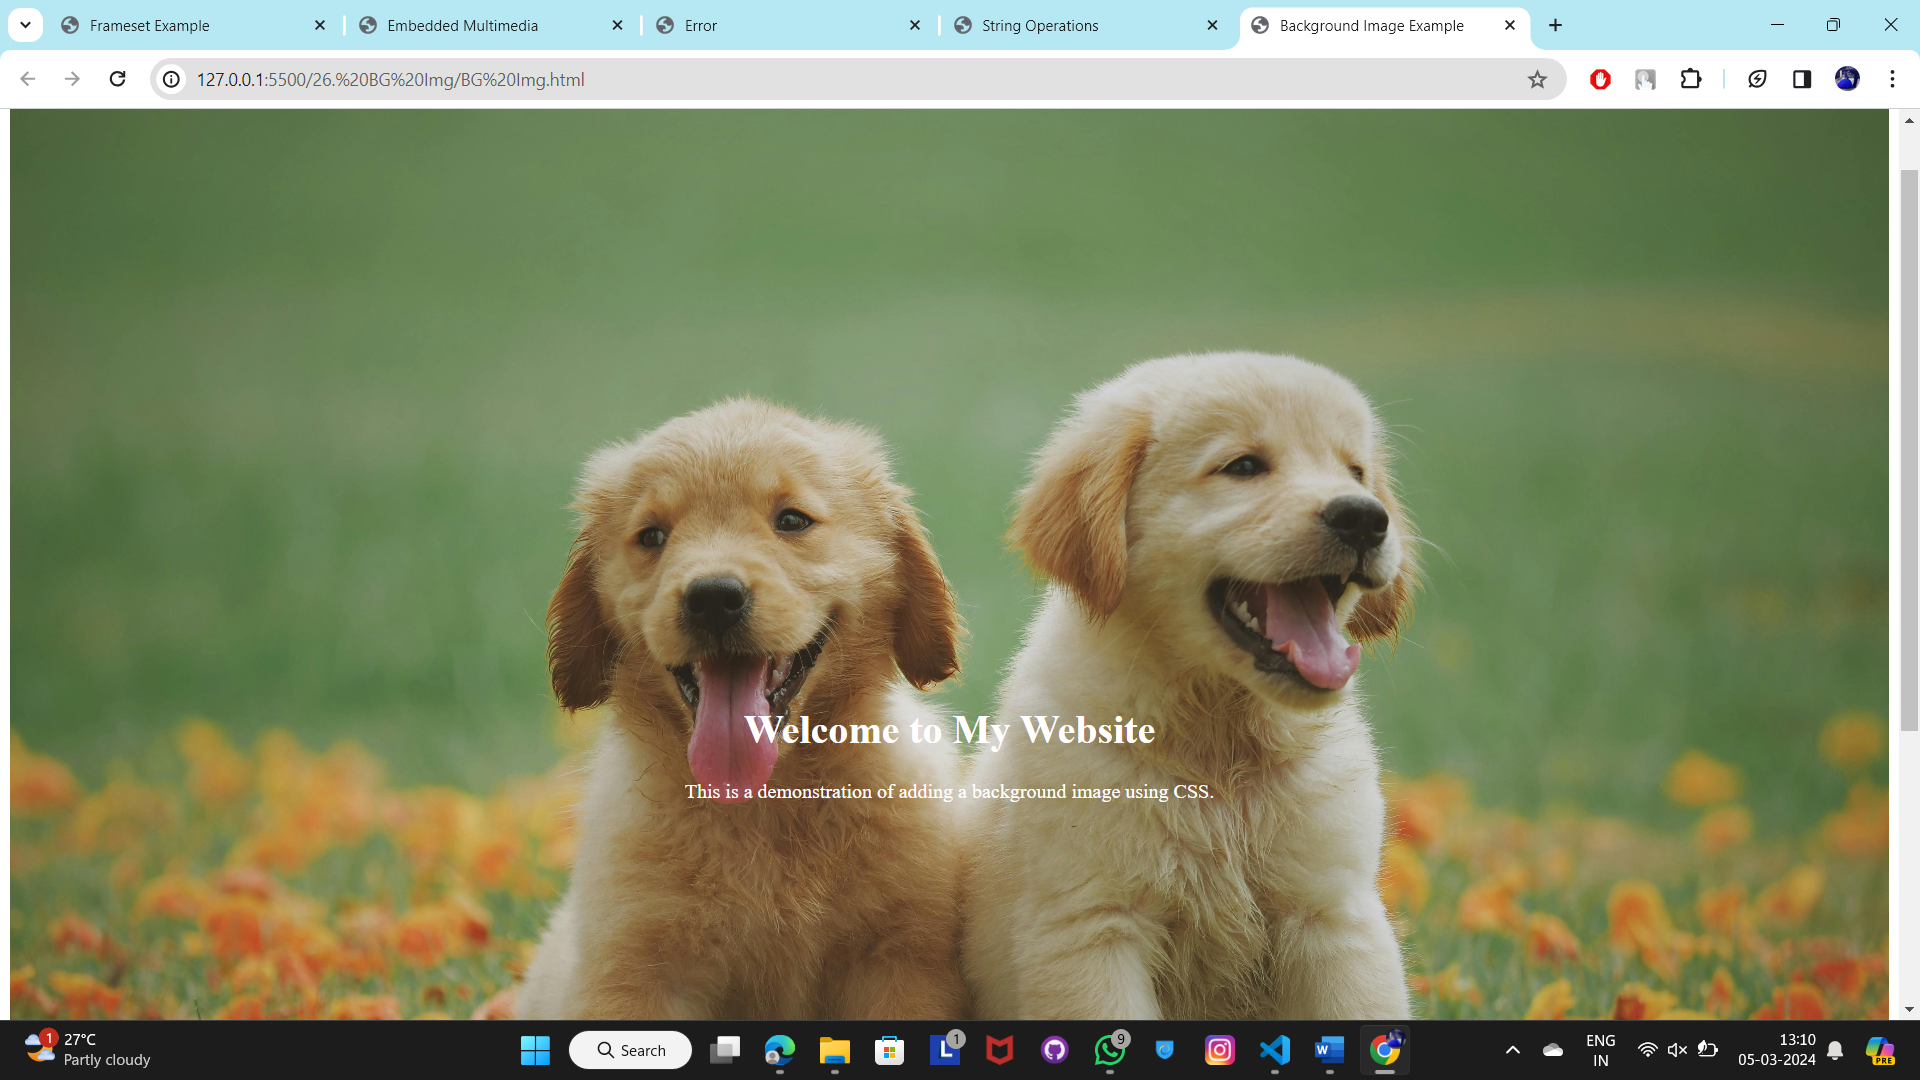 Frameset Example
Embedded Multimedia
Error
String Operations
Background Image Example
127.0.0.1:5500/26.%20BG%20Img/BG%20Img.html
Welcome to My Website
This is a demonstration of adding a background image using CSS.
1
27°C
Partly cloudy
Search
L
1
9
W
ENG
IN
13:10
05-03-2024
PRE